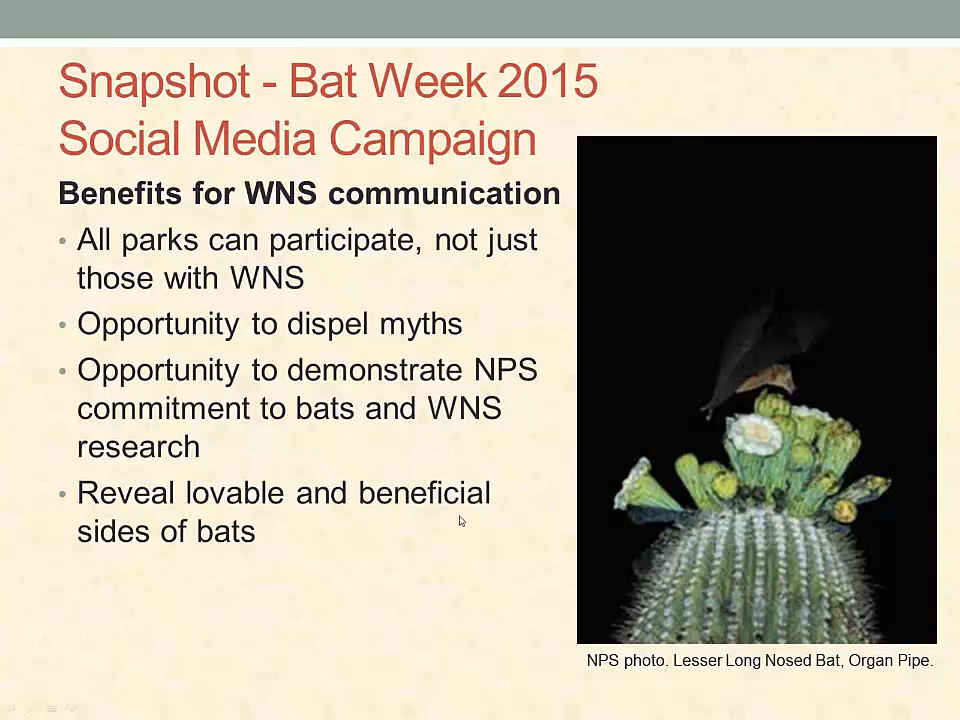 Snapshot - Bat Week 2015
Social Media Campaign
Benefits for WNS communication
• All parks can participate, not just
those with WNS
• Opportunity to dispel myths
• Opportunity to demonstrate NPS
commitment to bats and WNS
research
• Reveal lovable and beneficial
sides of bats
NPS photo. Lesser Long Nosed Bat, Organ Pipe.